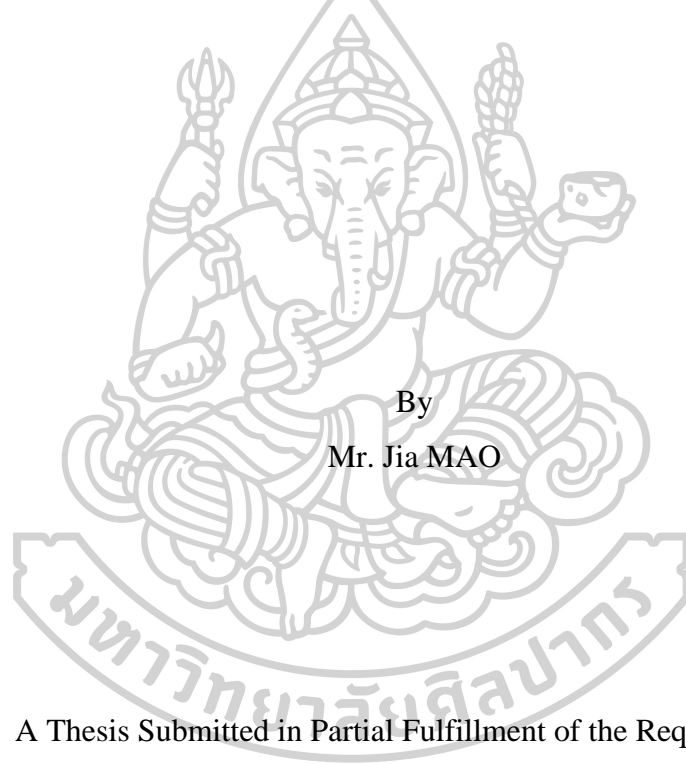 By
Mr. Jia MAO
มหาวิทยาลัยศิลปากร
A Thesis Submitted in Partial Fulfillment of the Req